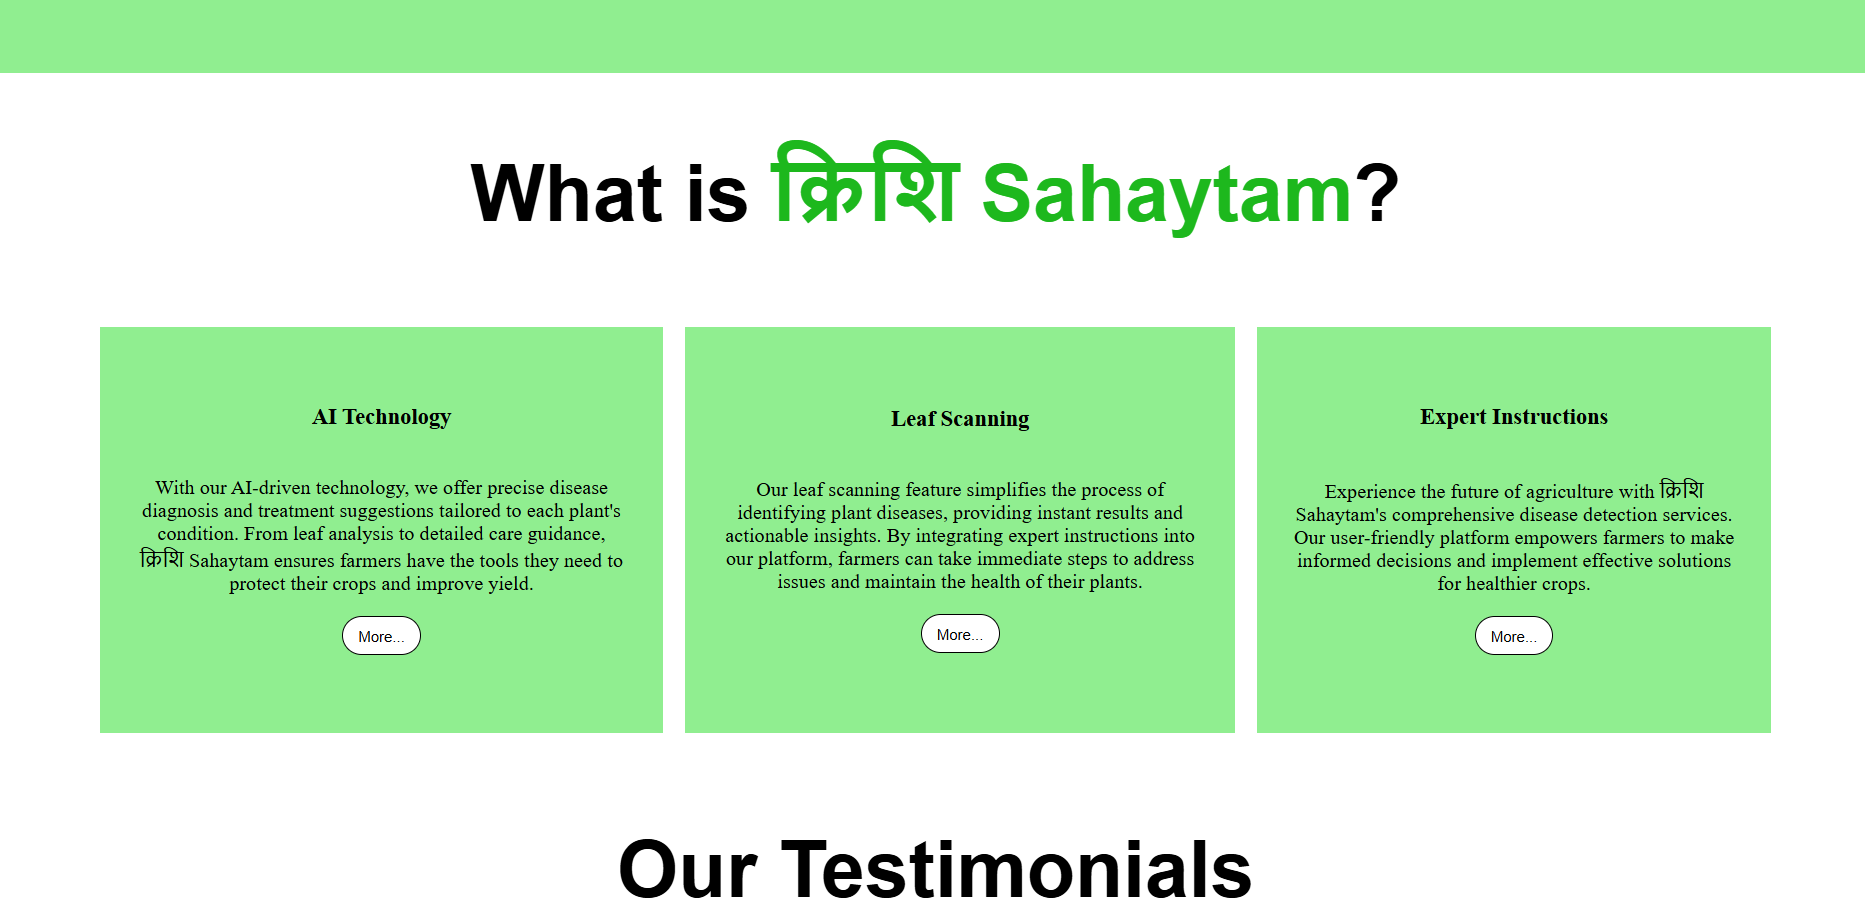 What is क्रिशि Sahaytam?
AI Technology
With our AI-driven technology, we offer precise disease
diagnosis and treatment suggestions tailored to each plant's
condition. From leaf analysis to detailed care guidance,
क्रिशि Sahaytam ensures farmers have the tools they need to
protect their crops and improve yield.
More...
Leaf Scanning
Our leaf scanning feature simplifies the process of
identifying plant diseases, providing instant results and
actionable insights. By integrating expert instructions into
our platform, farmers can take immediate steps to address
issues and maintain the health of their plants.
More...
Expert Instructions
Experience the future of agriculture with क्रिशि
Sahaytam's comprehensive disease detection services.
Our user-friendly platform empowers farmers to make
informed decisions and implement effective solutions
for healthier crops.
More...
Our Testimonials